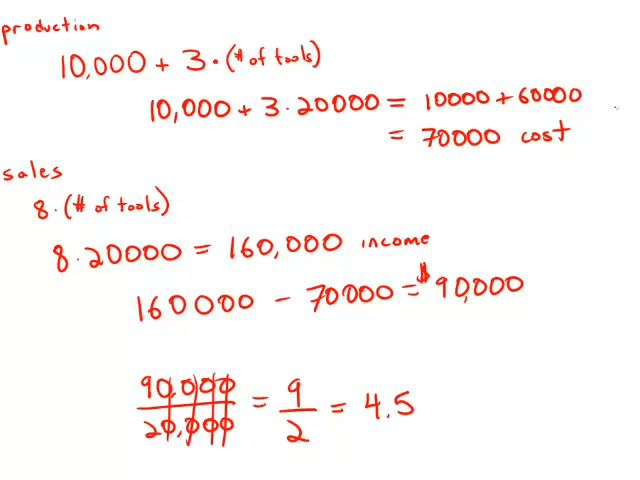 production
10,000 + 3 · (# of tools)
10,000 + 3 · 20000 = 10000 + 60000
= 70000 cost
sales
8 · (# of tools)
8 · 20000 = 160,000 income
160000 - 70000 = $90,000
90,000 / 20,000 = 9 / 2 = 4.5